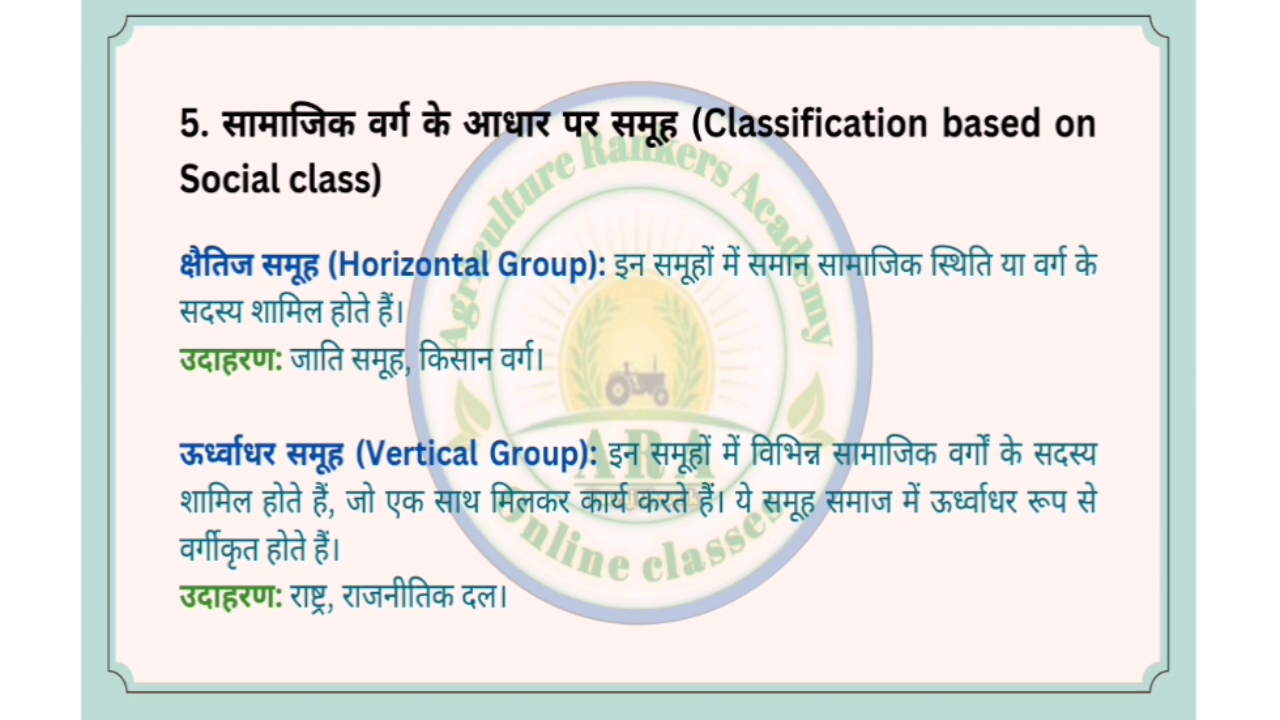 5. सामाजिक वर्ग के आधार पर समूह (Classification based on
Social class)
क्षैतिज समूह (Horizontal Group): इन समूहों में समान सामाजिक स्थिति या वर्ग के
सदस्य शामिल होते हैं।
उदाहरण: जाति समूह, किसान वर्ग।
ऊर्ध्वाधर समूह (Vertical Group): इन समूहों में विभिन्न सामाजिक वर्गों के सदस्य
शामिल होते हैं, जो एक साथ मिलकर कार्य करते हैं। ये समूह समाज में ऊर्ध्वाधर रूप से
वर्गीकृत होते हैं।
उदाहरण: राष्ट्र, राजनीतिक दल।
Agriculture Rankers Academy
ARA
Online classes